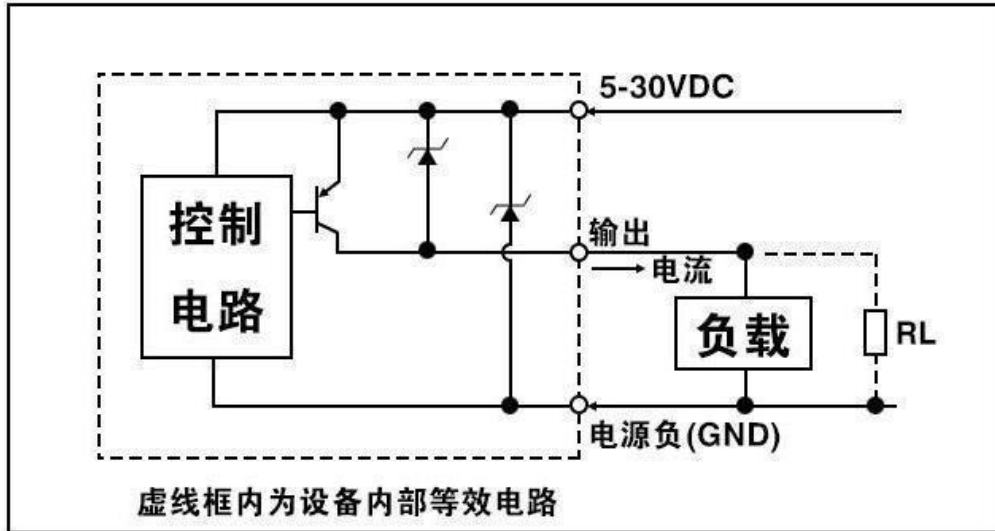 5-30VDC
控制
电路
输出
电流
负载
RL
电源负(GND)
虚线框内为设备内部等效电路